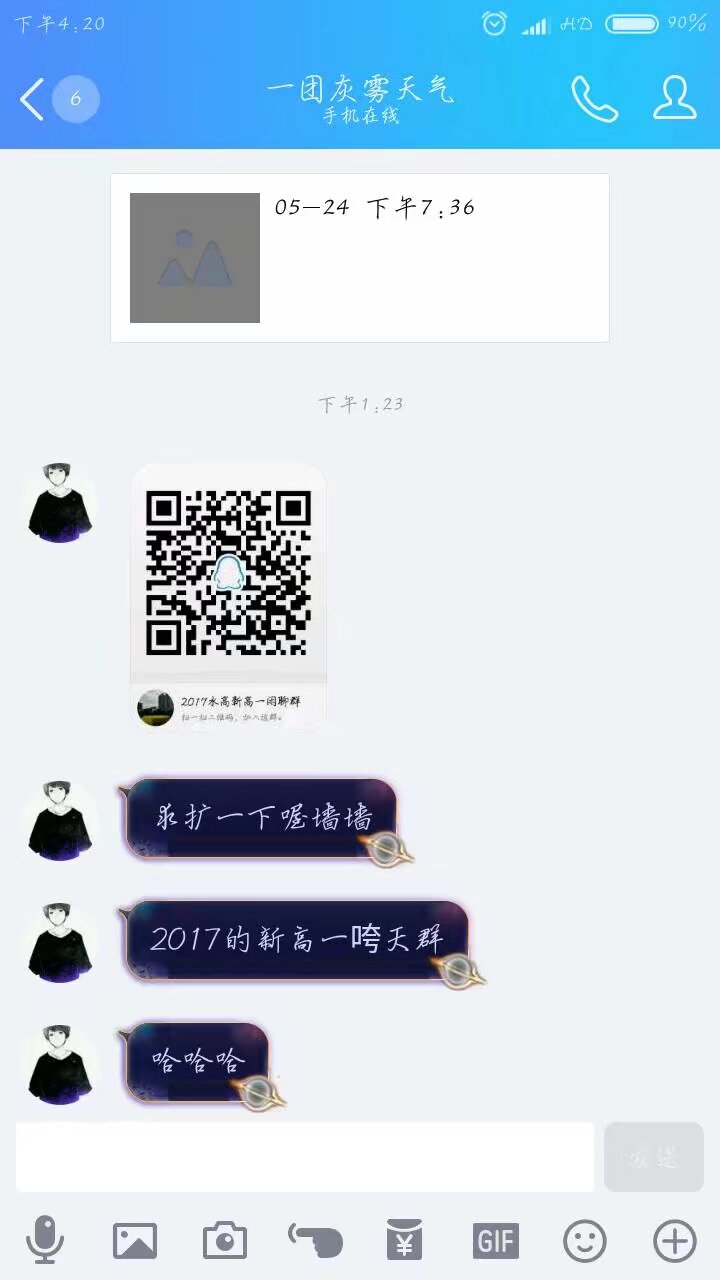 下午4:20
HD
90%
6
一团灰雾天气
手机在线
05-24 下午7:36
下午1:23
2017水高新高一闲聊群
扫一扫二维码，加入该群。
求扩一下喔墙墙
2017的新高一咵天群
哈哈哈
发送
¥
GIF